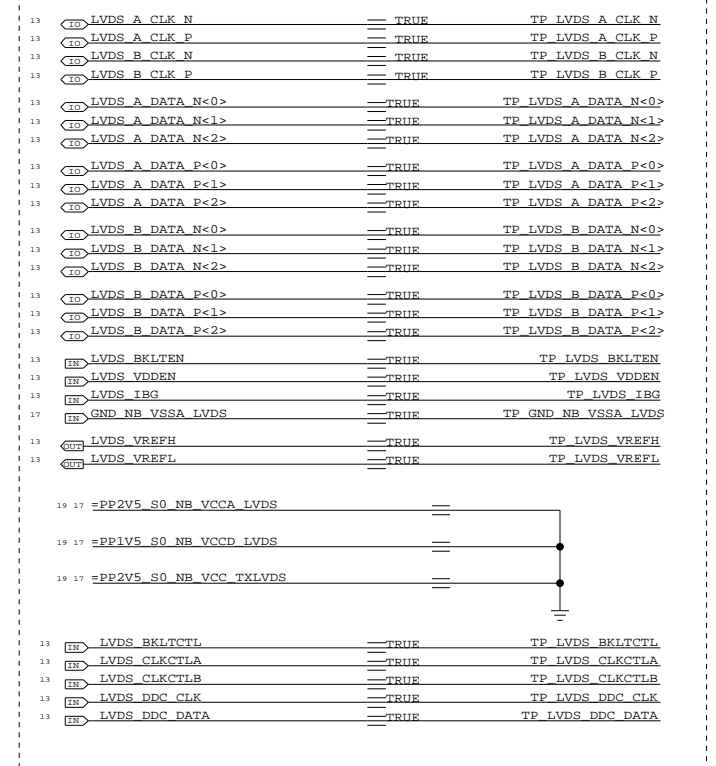 13 IO LVDS_A_CLK_N TRUE TP_LVDS_A_CLK_N
13 IO LVDS_A_CLK_P TRUE TP_LVDS_A_CLK_P
13 IO LVDS_B_CLK_N TRUE TP_LVDS_B_CLK_N
13 IO LVDS_B_CLK_P TRUE TP_LVDS_B_CLK_P
13 IO LVDS_A_DATA_N<0> TRUE TP_LVDS_A_DATA_N<0>
13 IO LVDS_A_DATA_N<1> TRUE TP_LVDS_A_DATA_N<1>
13 IO LVDS_A_DATA_N<2> TRUE TP_LVDS_A_DATA_N<2>
13 IO LVDS_A_DATA_P<0> TRUE TP_LVDS_A_DATA_P<0>
13 IO LVDS_A_DATA_P<1> TRUE TP_LVDS_A_DATA_P<1>
13 IO LVDS_A_DATA_P<2> TRUE TP_LVDS_A_DATA_P<2>
13 IO LVDS_B_DATA_N<0> TRUE TP_LVDS_B_DATA_N<0>
13 IO LVDS_B_DATA_N<1> TRUE TP_LVDS_B_DATA_N<1>
13 IO LVDS_B_DATA_N<2> TRUE TP_LVDS_B_DATA_N<2>
13 IO LVDS_B_DATA_P<0> TRUE TP_LVDS_B_DATA_P<0>
13 IO LVDS_B_DATA_P<1> TRUE TP_LVDS_B_DATA_P<1>
13 IO LVDS_B_DATA_P<2> TRUE TP_LVDS_B_DATA_P<2>
13 IN LVDS_BKLTEN TRUE TP_LVDS_BKLTEN
13 IN LVDS_VDDEN TRUE TP_LVDS_VDDEN
13 IN LVDS_IBG TRUE TP_LVDS_IBG
17 IN GND_NB_VSSA_LVDS TRUE TP_GND_NB_VSSA_LVDS
13 OUT LVDS_VREFH TRUE TP_LVDS_VREFH
13 OUT LVDS_VREFL TRUE TP_LVDS_VREFL
19 17 =PP2V5_S0_NB_VCCA_LVDS
19 17 =PP1V5_S0_NB_VCCD_LVDS
19 17 =PP2V5_S0_NB_VCC_TXLVDS
13 IN LVDS_BKLTCTL TRUE TP_LVDS_BKLTCTL
13 IN LVDS_CLKCTLA TRUE TP_LVDS_CLKCTLA
13 IN LVDS_CLKCTLB TRUE TP_LVDS_CLKCTLB
13 IN LVDS_DDC_CLK TRUE TP_LVDS_DDC_CLK
13 IN LVDS_DDC_DATA TRUE TP_LVDS_DDC_DATA